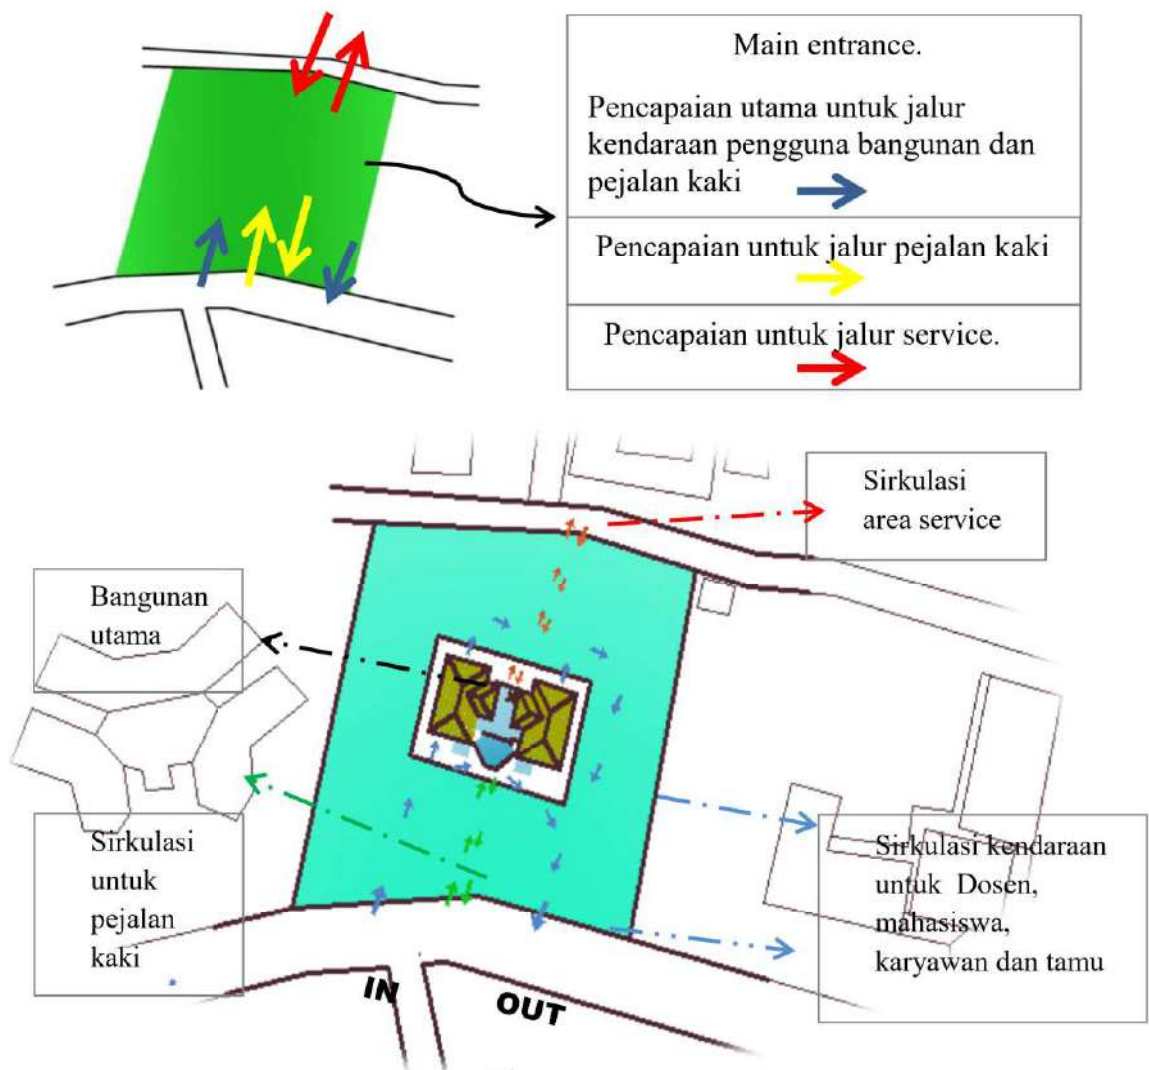 Main entrance.
Pencapaian utama untuk jalur
kendaraan pengguna bangunan dan
pejalan kaki
Pencapaian untuk jalur pejalan kaki
Pencapaian untuk jalur service.
Sirkulasi
area service
Bangunan
utama
Sirkulasi
untuk
pejalan
kaki
Sirkulasi kendaraan
untuk Dosen,
mahasiswa,
karyawan dan tamu
IN
OUT